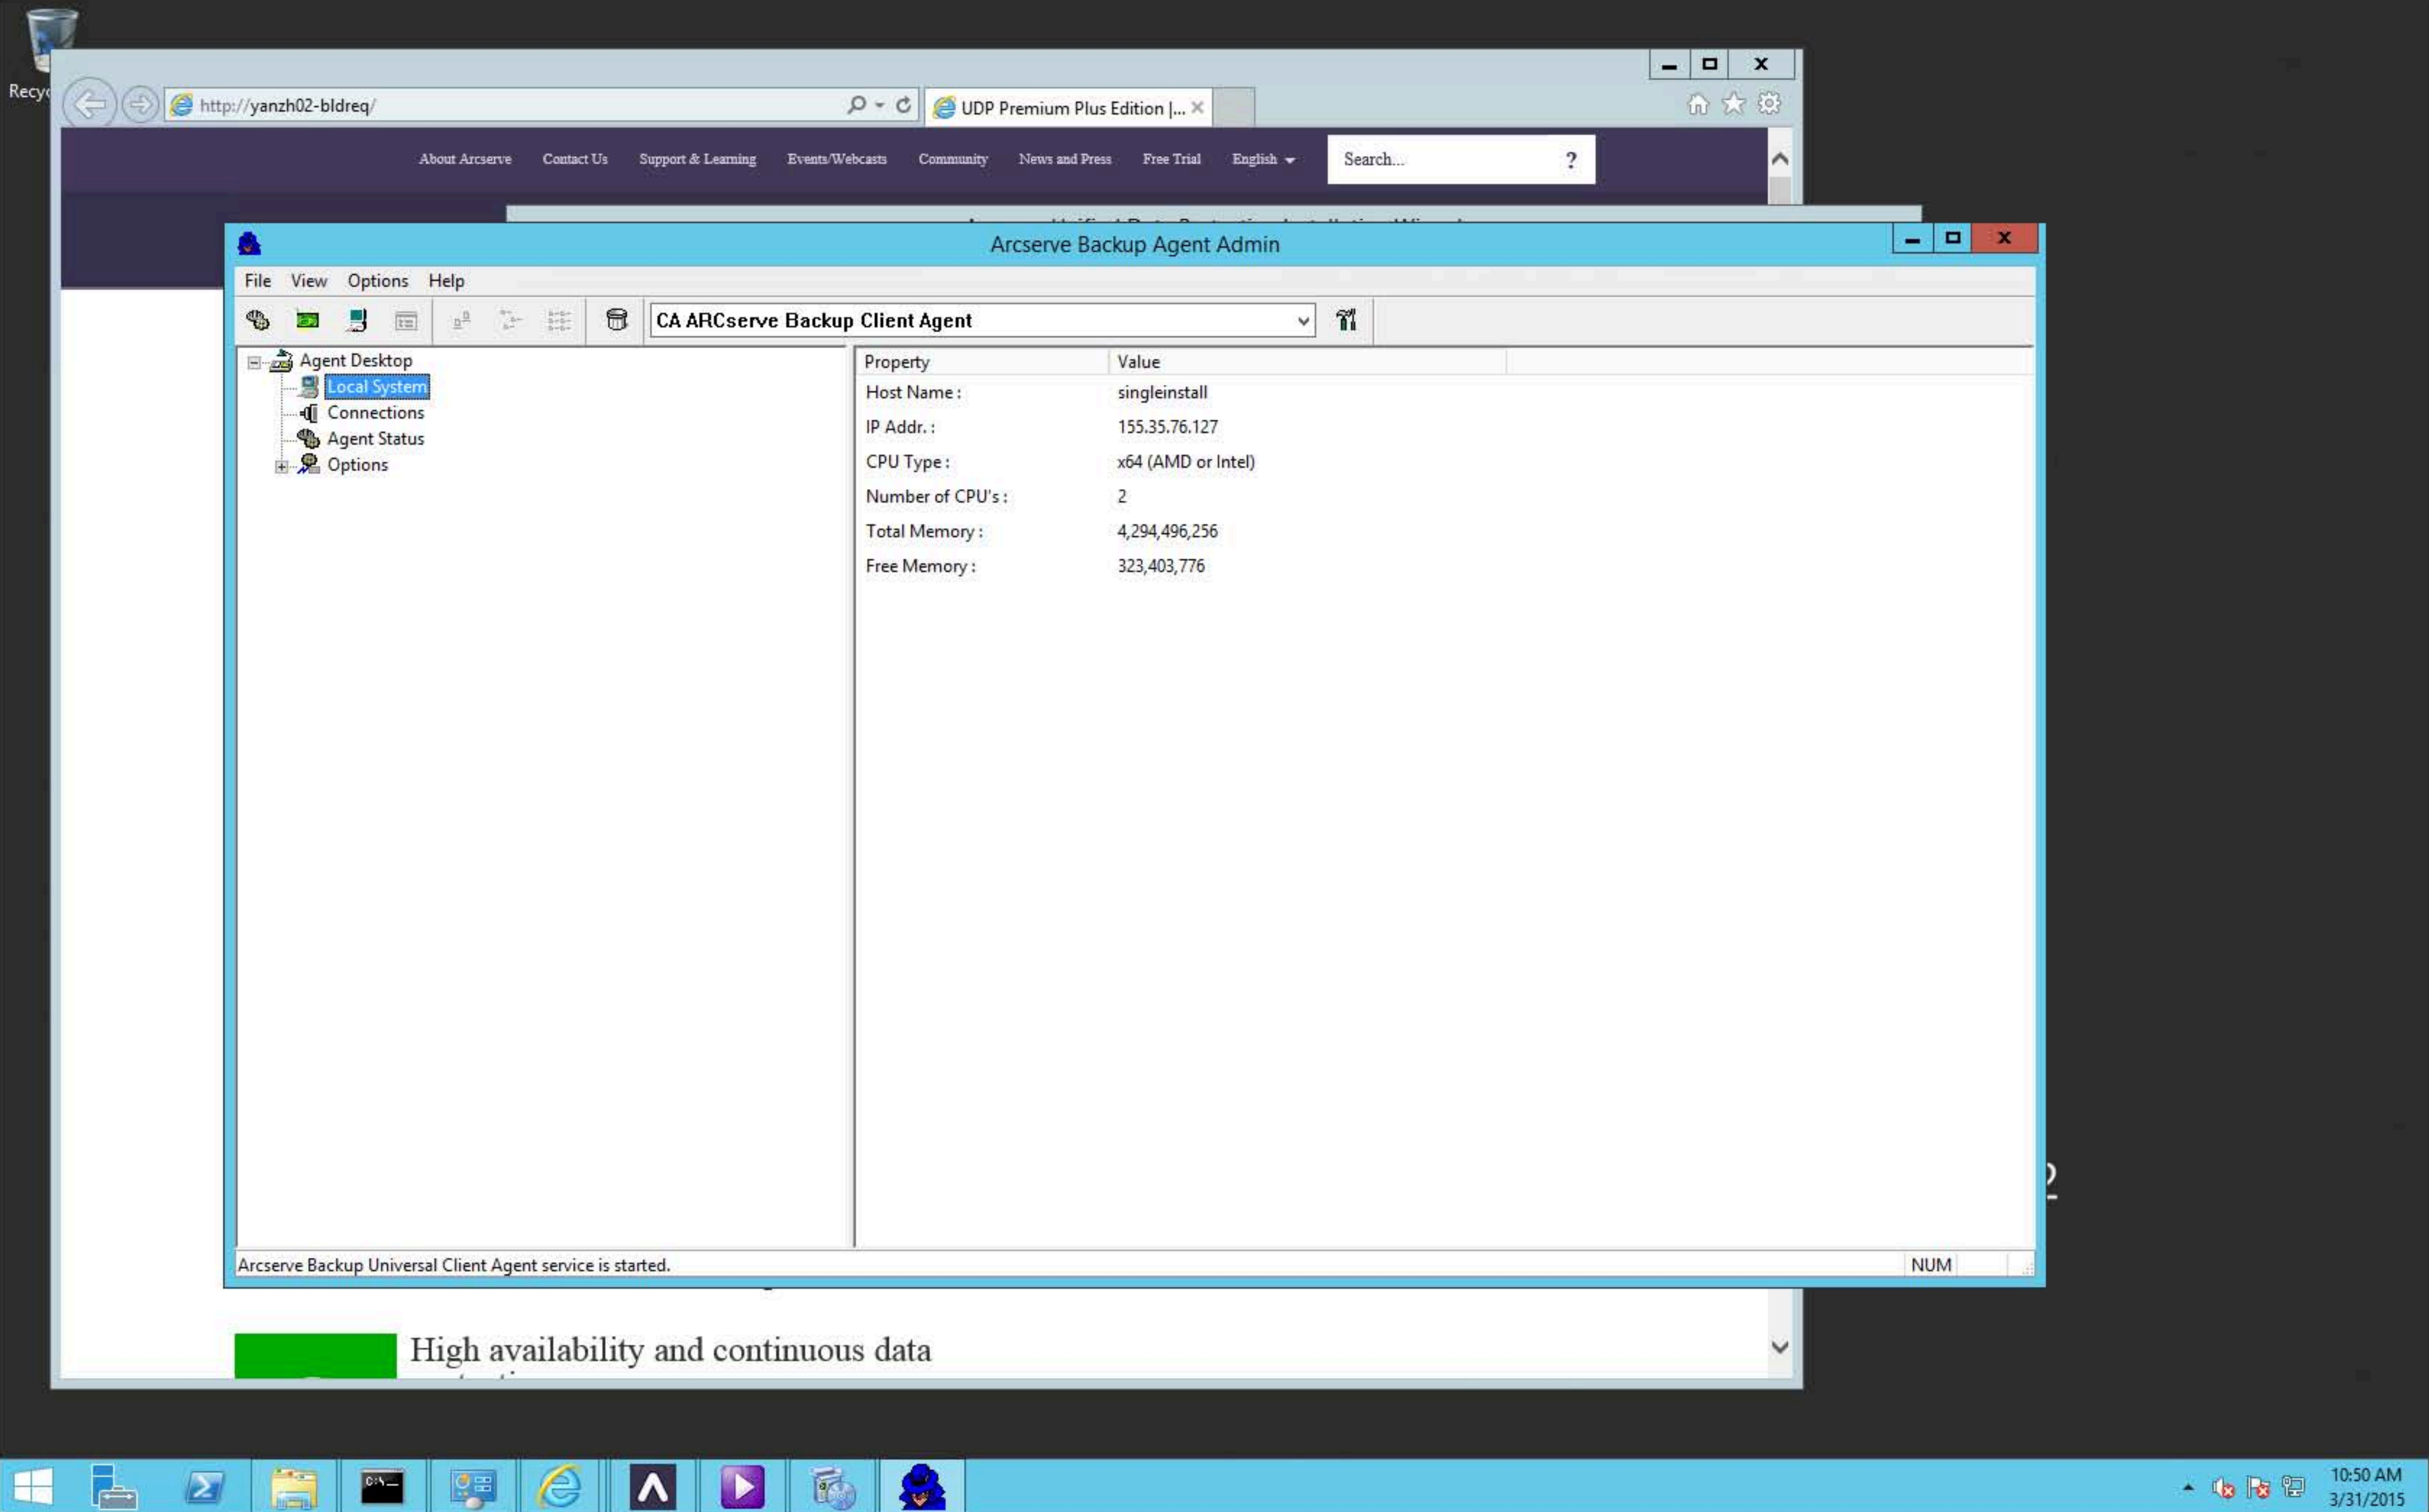 http://yanzh02-bldreq/
UDP Premium Plus Edition |...
About Arcserve Contact Us Support & Learning Events/Webcasts Community News and Press Free Trial English Search... ?
Arcserve Backup Agent Admin
File View Options Help
CA ARCserve Backup Client Agent
Agent Desktop
Local System
Connections
Agent Status
Options
Property Value
Host Name : singleinstall
IP Addr. : 155.35.76.127
CPU Type : x64 (AMD or Intel)
Number of CPU's : 2
Total Memory : 4,294,496,256
Free Memory : 323,403,776
Arcserve Backup Universal Client Agent service is started. NUM
High availability and continuous data
10:50 AM
3/31/2015